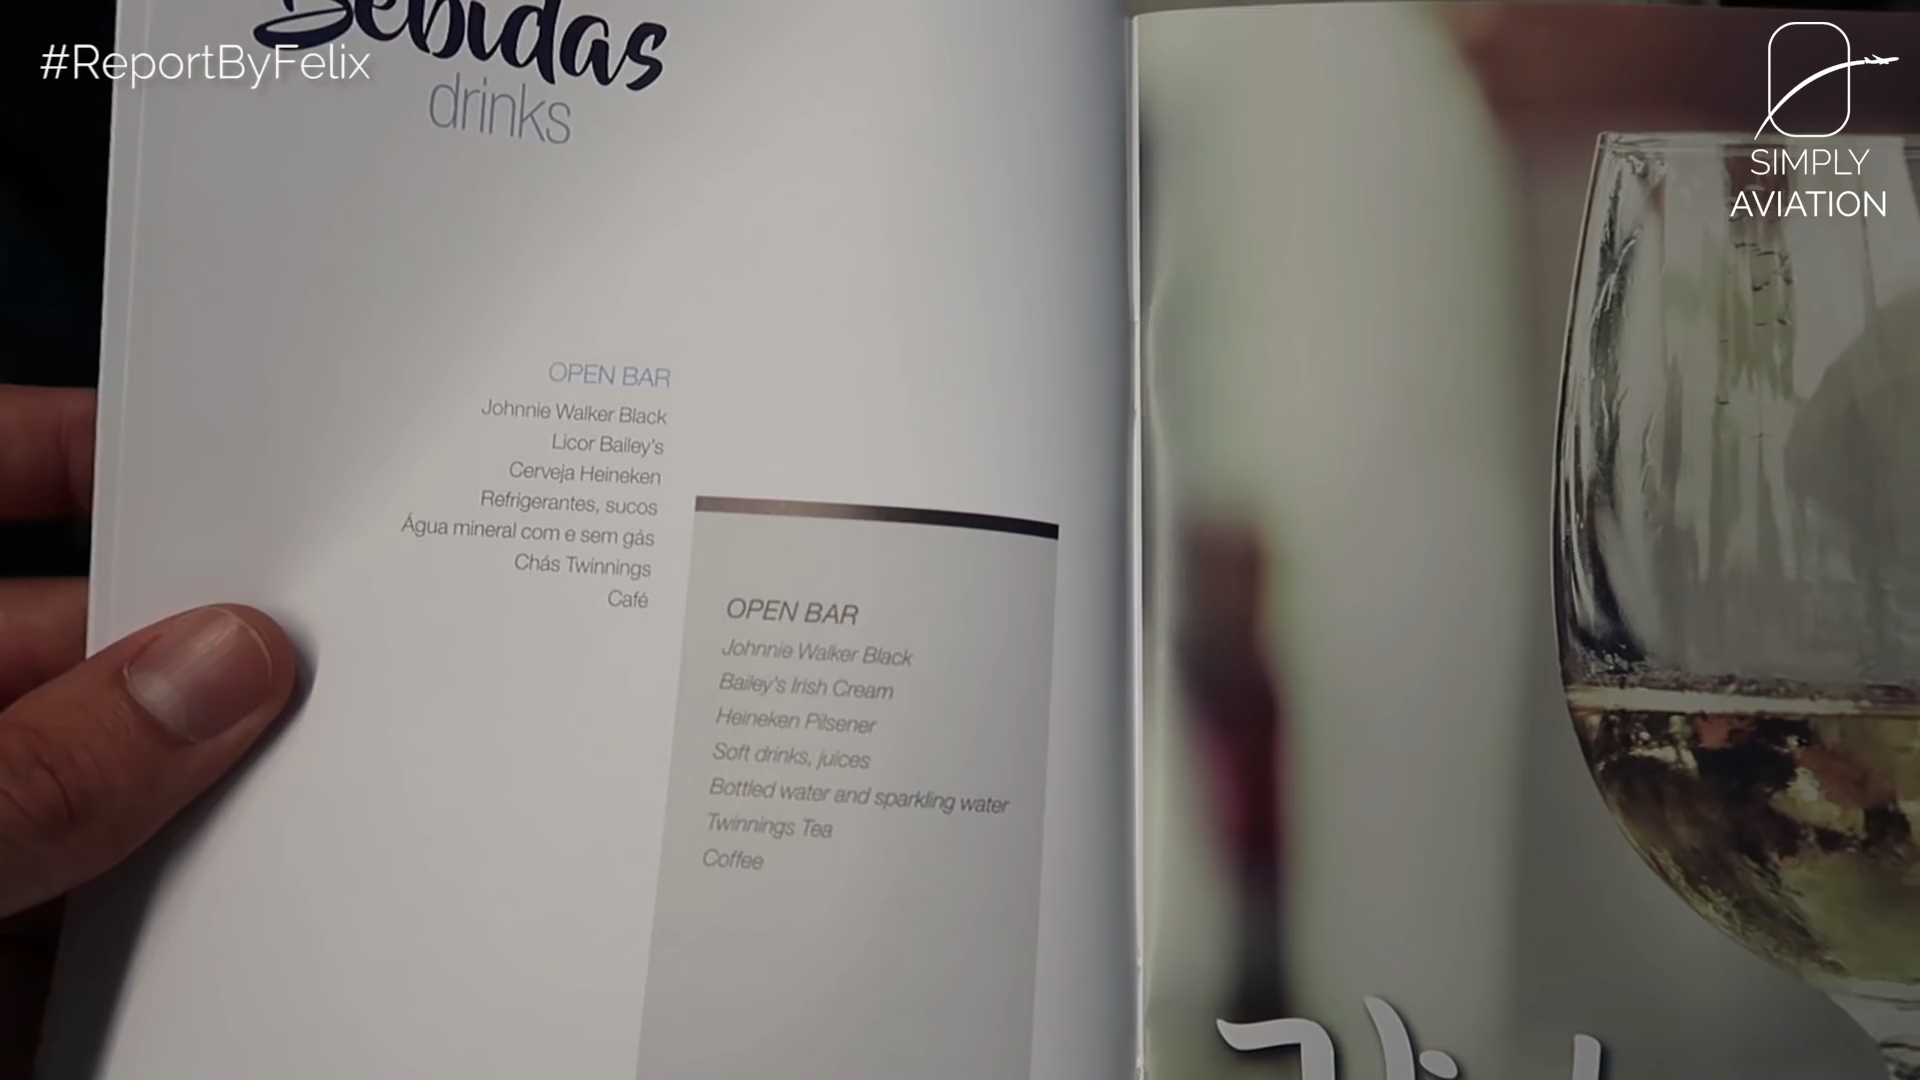 #ReportByFelix
SIMPLY
AVIATION
Bebidas
drinks
OPEN BAR
Johnnie Walker Black
Licor Bailey's
Cerveja Heineken
Refrigerantes, sucos
Água mineral com e sem gás
Chás Twinnings
Café
OPEN BAR
Johnnie Walker Black
Bailey's Irish Cream
Heineken Pilsener
Soft drinks, juices
Bottled water and sparkling water
Twinnings Tea
Coffee